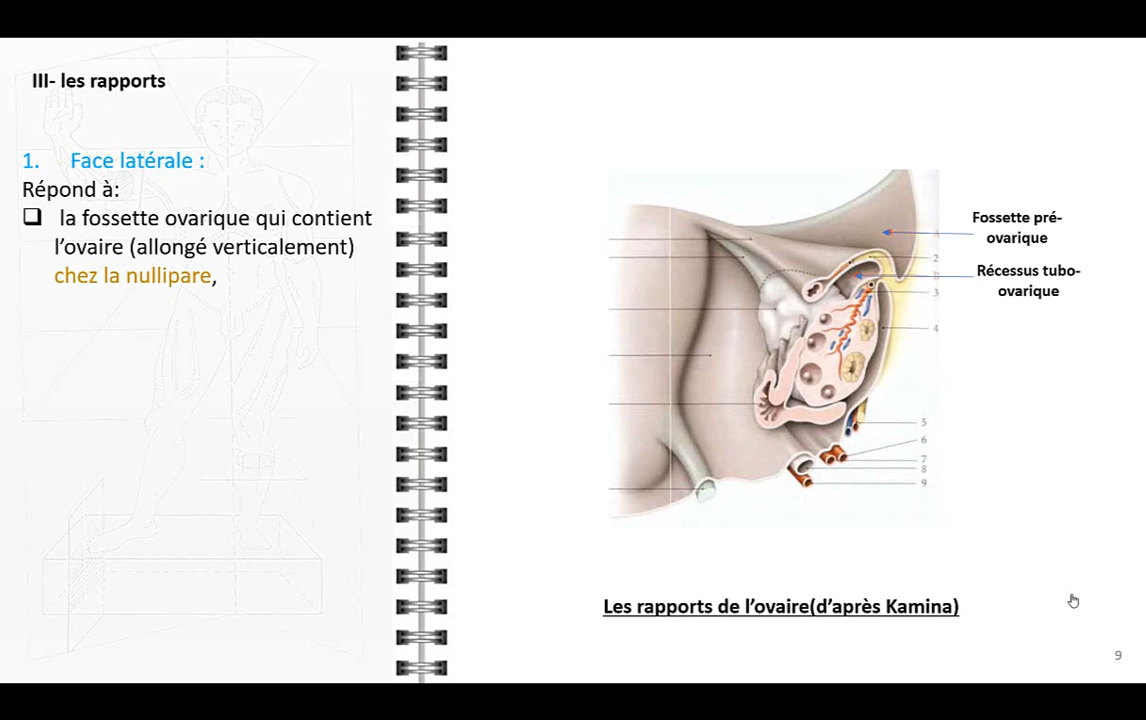 III- les rapports
1. Face latérale :
Répond à:
❑ la fossette ovarique qui contient
l’ovaire (allongé verticalement)
chez la nullipare,
Fossette pré-
ovarique
Récessus tubo-
ovarique
A
2
B
3
4
5
6
7
8
9
Les rapports de l’ovaire(d’après Kamina)
9